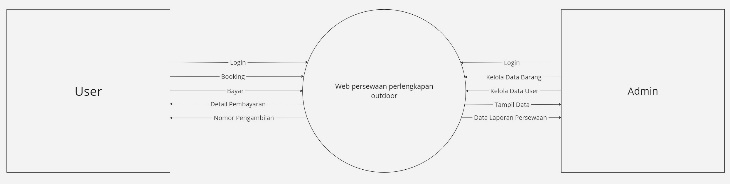 User
Login
Booking
Bayar
Detail Pembayaran
Nomor Pengambilan
Web persewaan perlengkapan
outdoor
Login
Kelola Data Barang
Kelola Data User
Tampil Data
Data Laporan Persewaan
Admin